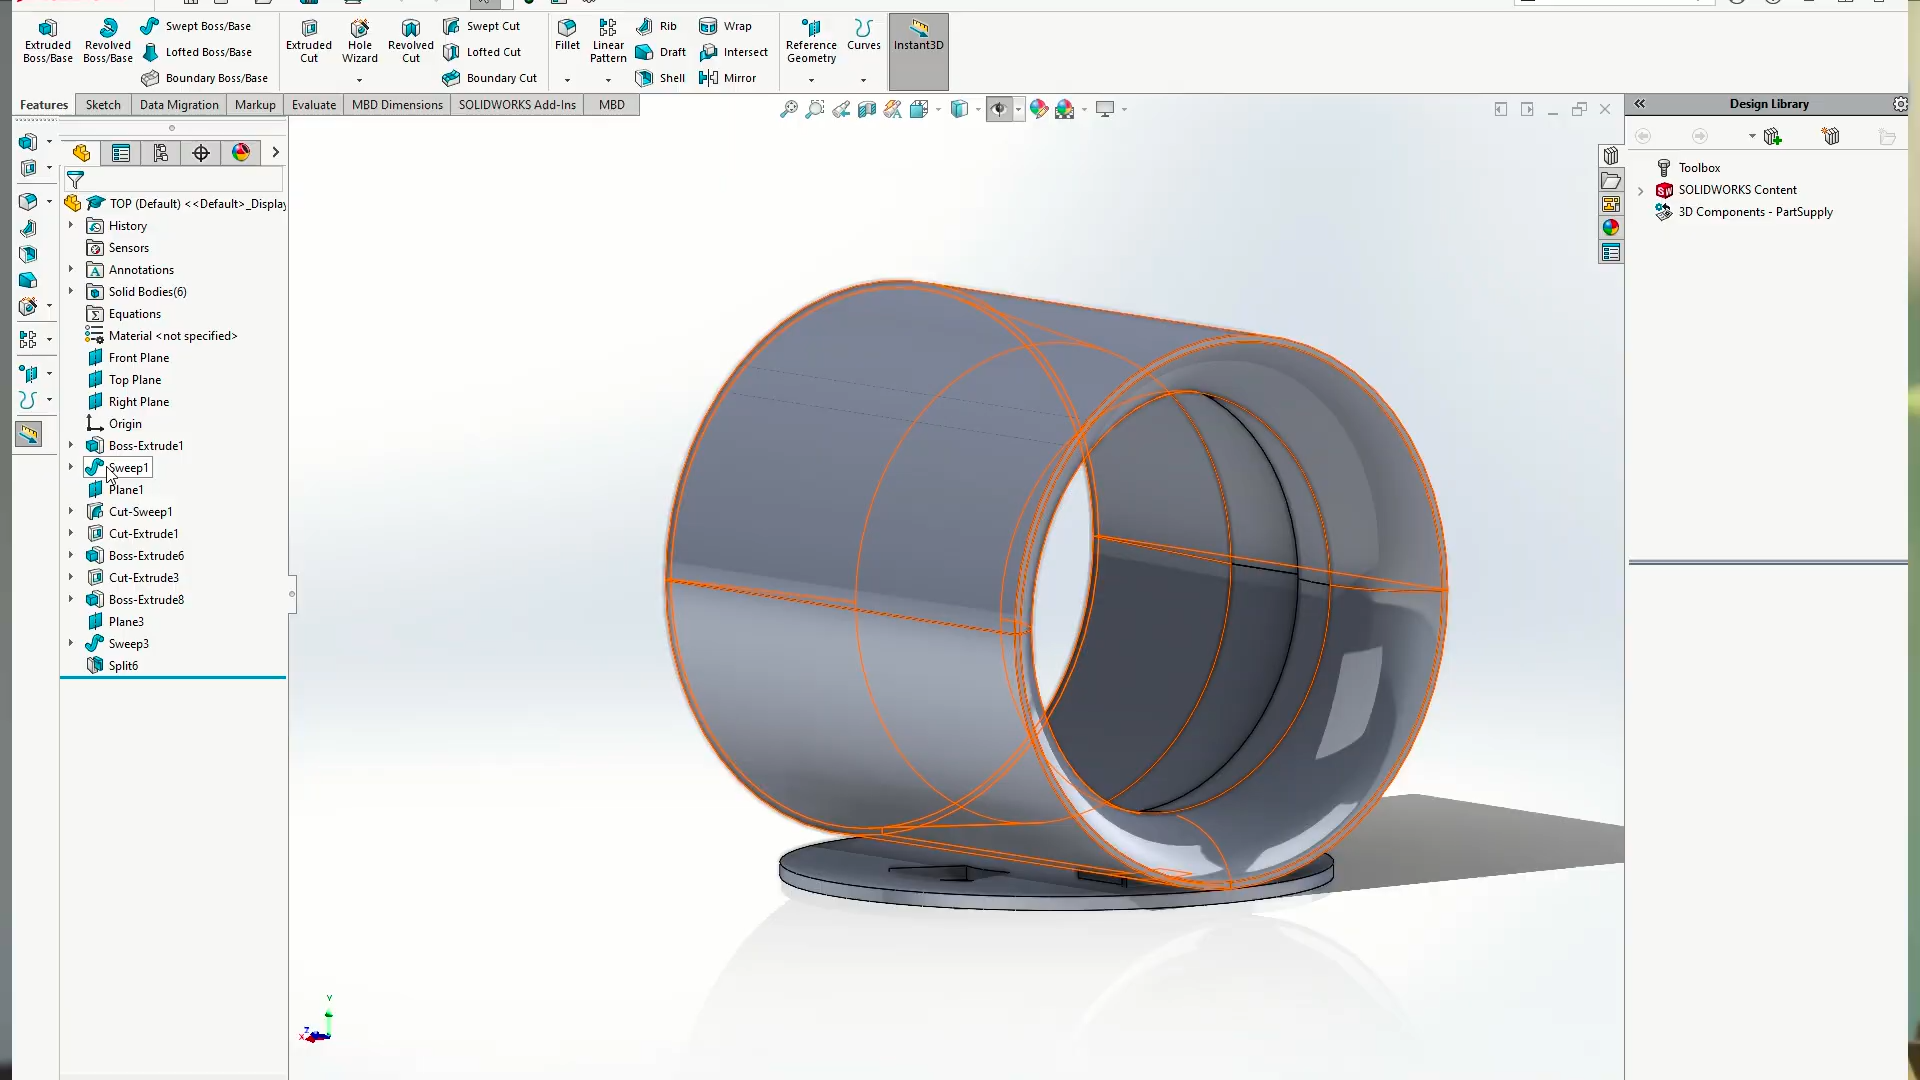 Extruded Boss/Base
Revolved Boss/Base
Swept Boss/Base
Lofted Boss/Base
Boundary Boss/Base
Extruded Cut
Hole Wizard
Revolved Cut
Swept Cut
Lofted Cut
Boundary Cut
Fillet
Linear Pattern
Rib
Draft
Shell
Wrap
Intersect
Mirror
Reference Geometry
Curves
Instant3D
Features
Sketch
Data Migration
Markup
Evaluate
MBD Dimensions
SOLIDWORKS Add-Ins
MBD
TOP (Default) <<Default>_Display
History
Sensors
Annotations
Solid Bodies(6)
Equations
Material <not specified>
Front Plane
Top Plane
Right Plane
Origin
Boss-Extrude1
Sweep1
Plane1
Cut-Sweep1
Cut-Extrude1
Boss-Extrude6
Cut-Extrude3
Boss-Extrude8
Plane3
Sweep3
Split6
Y
Z
X
Design Library
Toolbox
SOLIDWORKS Content
3D Components - PartSupply